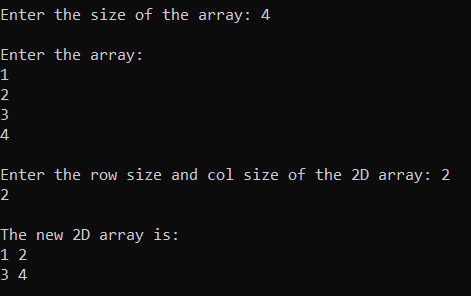 Enter the size of the array: 4
Enter the array:
1
2
3
4
Enter the row size and col size of the 2D array: 2
2
The new 2D array is:
1 2
3 4